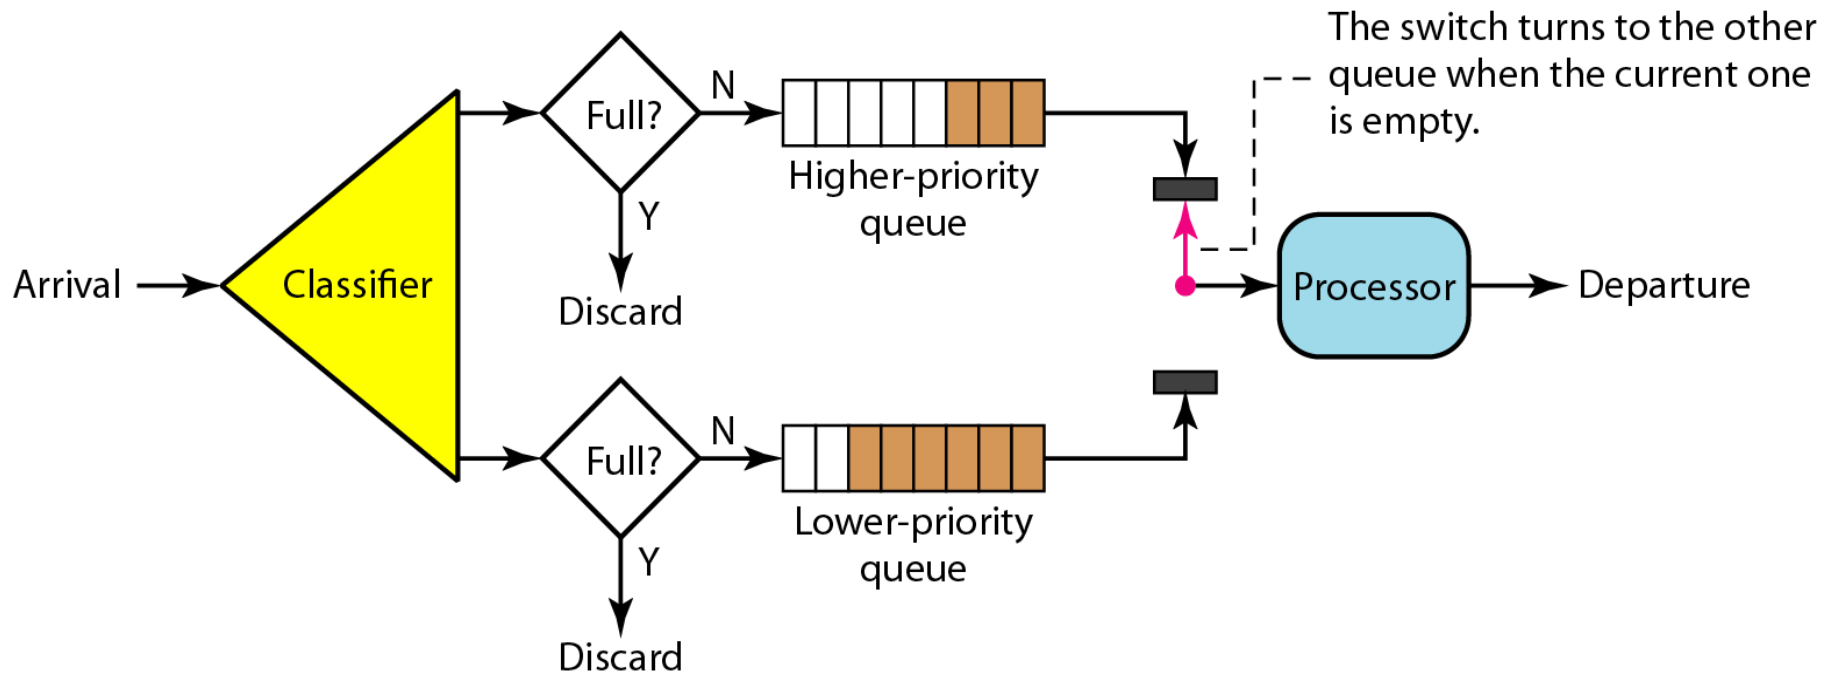 The switch turns to the other
queue when the current one
is empty.
Arrival
Classifier
Full?
N
Y
Discard
Higher-priority
queue
Processor
Departure
Full?
N
Y
Discard
Lower-priority
queue